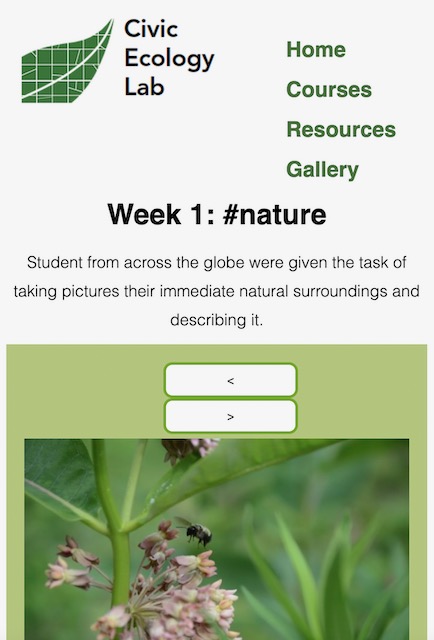 Civic
Ecology
Lab
Home
Courses
Resources
Gallery
Week 1: #nature
Student from across the globe were given the task of
taking pictures their immediate natural surroundings and
describing it.
<
>